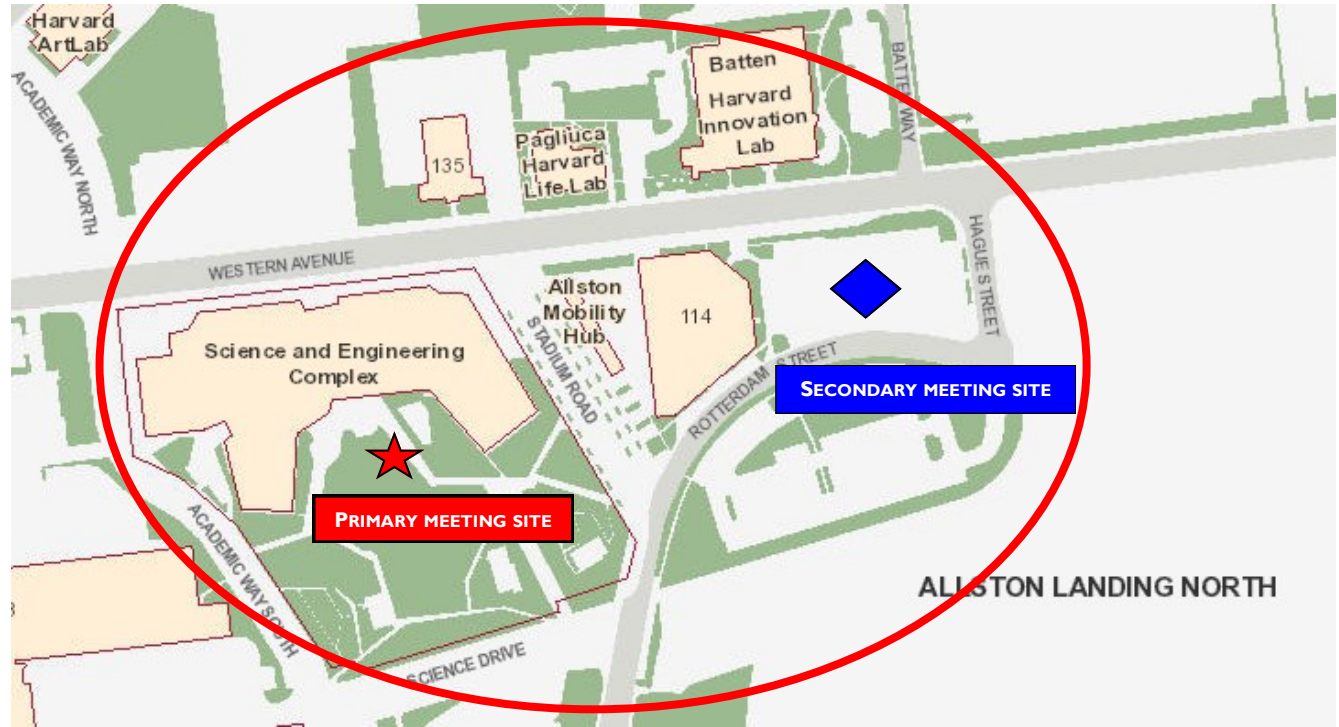 Harvard
ArtLab
ACADEMIC WAY NORTH
135
Pagliuca
Harvard
Life Lab
Batten
Harvard
Innovation
Lab
BATTEN WAY
WESTERN AVENUE
HAGUE STREET
Allston
Mobility
Hub
114
STADIUM ROAD
Science and Engineering
Complex
ROTTERDAM STREET
SECONDARY MEETING SITE
PRIMARY MEETING SITE
ACADEMIC WAY SOUTH
ALLSTON LANDING NORTH
SCIENCE DRIVE